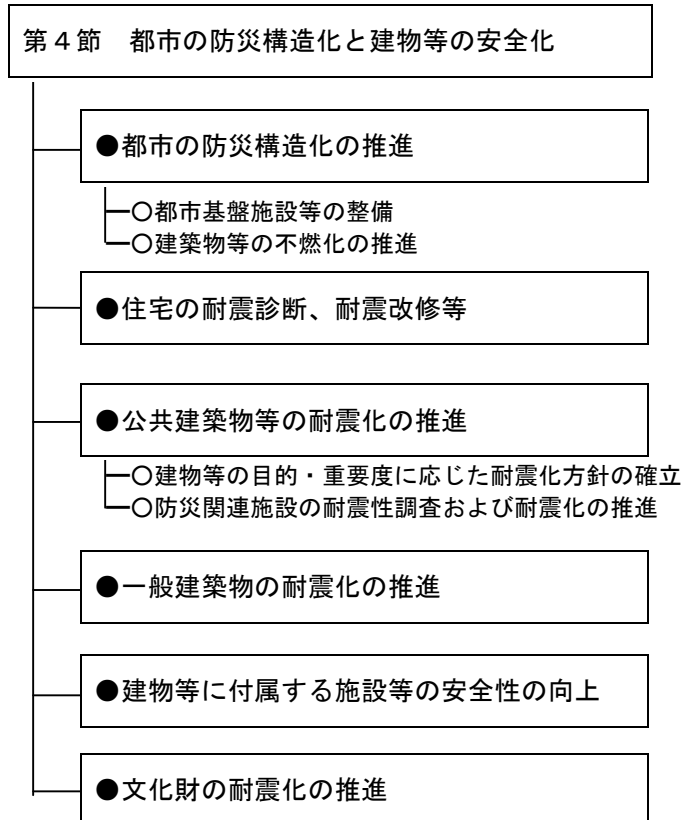 第４節　都市の防災構造化と建物等の安全化
●都市の防災構造化の推進
○都市基盤施設等の整備
○建築物等の不燃化の推進
●住宅の耐震診断、耐震改修等
●公共建築物等の耐震化の推進
○建物等の目的・重要度に応じた耐震化方針の確立
○防災関連施設の耐震性調査および耐震化の推進
●一般建築物の耐震化の推進
●建物等に付属する施設等の安全性の向上
●文化財の耐震化の推進